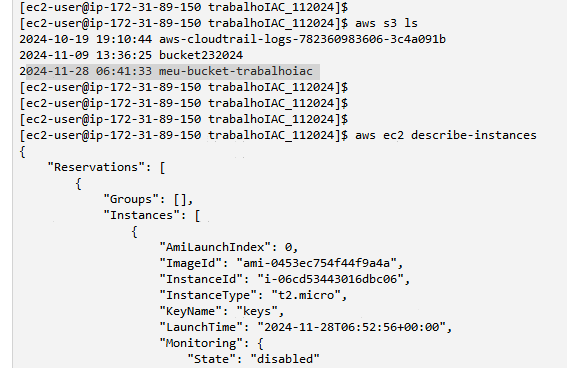 [ec2-user@ip-172-31-89-150 trabalhoIAC_112024]$
[ec2-user@ip-172-31-89-150 trabalhoIAC_112024]$ aws s3 ls
2024-10-19 19:10:44 aws-cloudtrail-logs-782360983606-3c4a091b
2024-11-09 13:36:25 bucket232024
2024-11-28 06:41:33 meu-bucket-trabalhoiac
[ec2-user@ip-172-31-89-150 trabalhoIAC_112024]$
[ec2-user@ip-172-31-89-150 trabalhoIAC_112024]$
[ec2-user@ip-172-31-89-150 trabalhoIAC_112024]$
[ec2-user@ip-172-31-89-150 trabalhoIAC_112024]$ aws ec2 describe-instances
{
    "Reservations": [
        {
            "Groups": [],
            "Instances": [
                {
                    "AmiLaunchIndex": 0,
                    "ImageId": "ami-0453ec754f44f9a4a",
                    "InstanceId": "i-06cd53443016dbc06",
                    "InstanceType": "t2.micro",
                    "KeyName": "keys",
                    "LaunchTime": "2024-11-28T06:52:56+00:00",
                    "Monitoring": {
                        "State": "disabled"